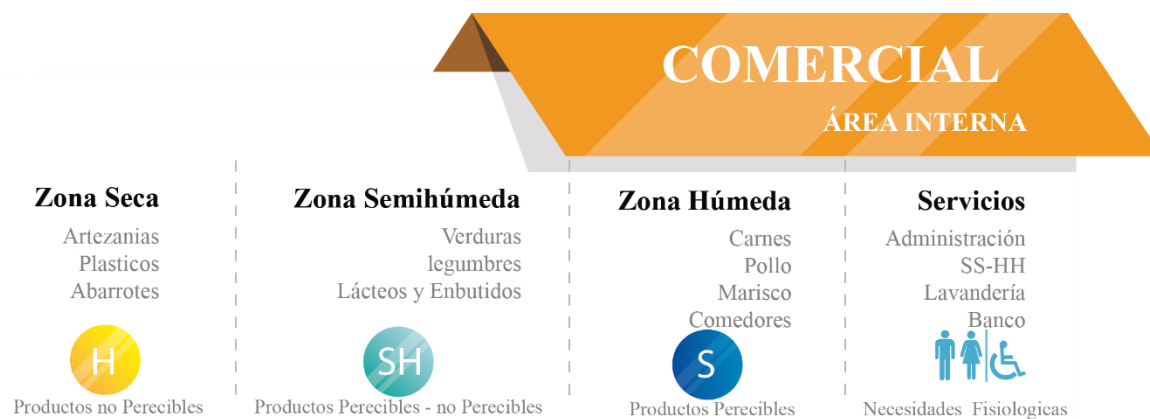 COMERCIAL
ÁREA INTERNA
Zona Seca
Artezanias
Plasticos
Abarrotes
H
Productos no Perecibles
Zona Semihúmeda
Verduras
legumbres
Lácteos y Enbutidos
SH
Productos Perecibles - no Perecibles
Zona Húmeda
Carnes
Pollo
Marisco
Comedores
S
Productos Perecibles
Servicios
Administración
SS-HH
Lavandería
Banco
Necesidades Fisiologicas